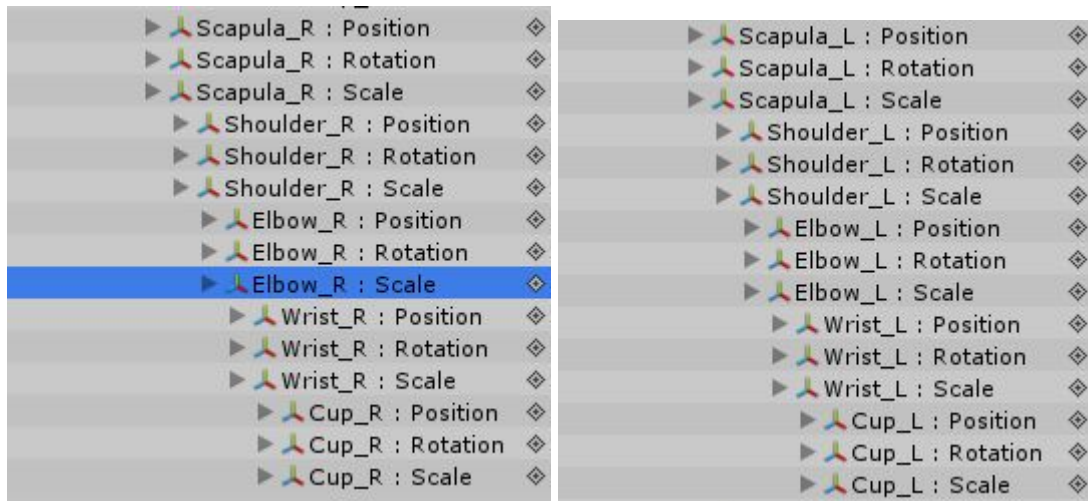 Scapula_R : Position
Scapula_R : Rotation
Scapula_R : Scale
Shoulder_R : Position
Shoulder_R : Rotation
Shoulder_R : Scale
Elbow_R : Position
Elbow_R : Rotation
Elbow_R : Scale
Wrist_R : Position
Wrist_R : Rotation
Wrist_R : Scale
Cup_R : Position
Cup_R : Rotation
Cup_R : Scale
Scapula_L : Position
Scapula_L : Rotation
Scapula_L : Scale
Shoulder_L : Position
Shoulder_L : Rotation
Shoulder_L : Scale
Elbow_L : Position
Elbow_L : Rotation
Elbow_L : Scale
Wrist_L : Position
Wrist_L : Rotation
Wrist_L : Scale
Cup_L : Position
Cup_L : Rotation
Cup_L : Scale